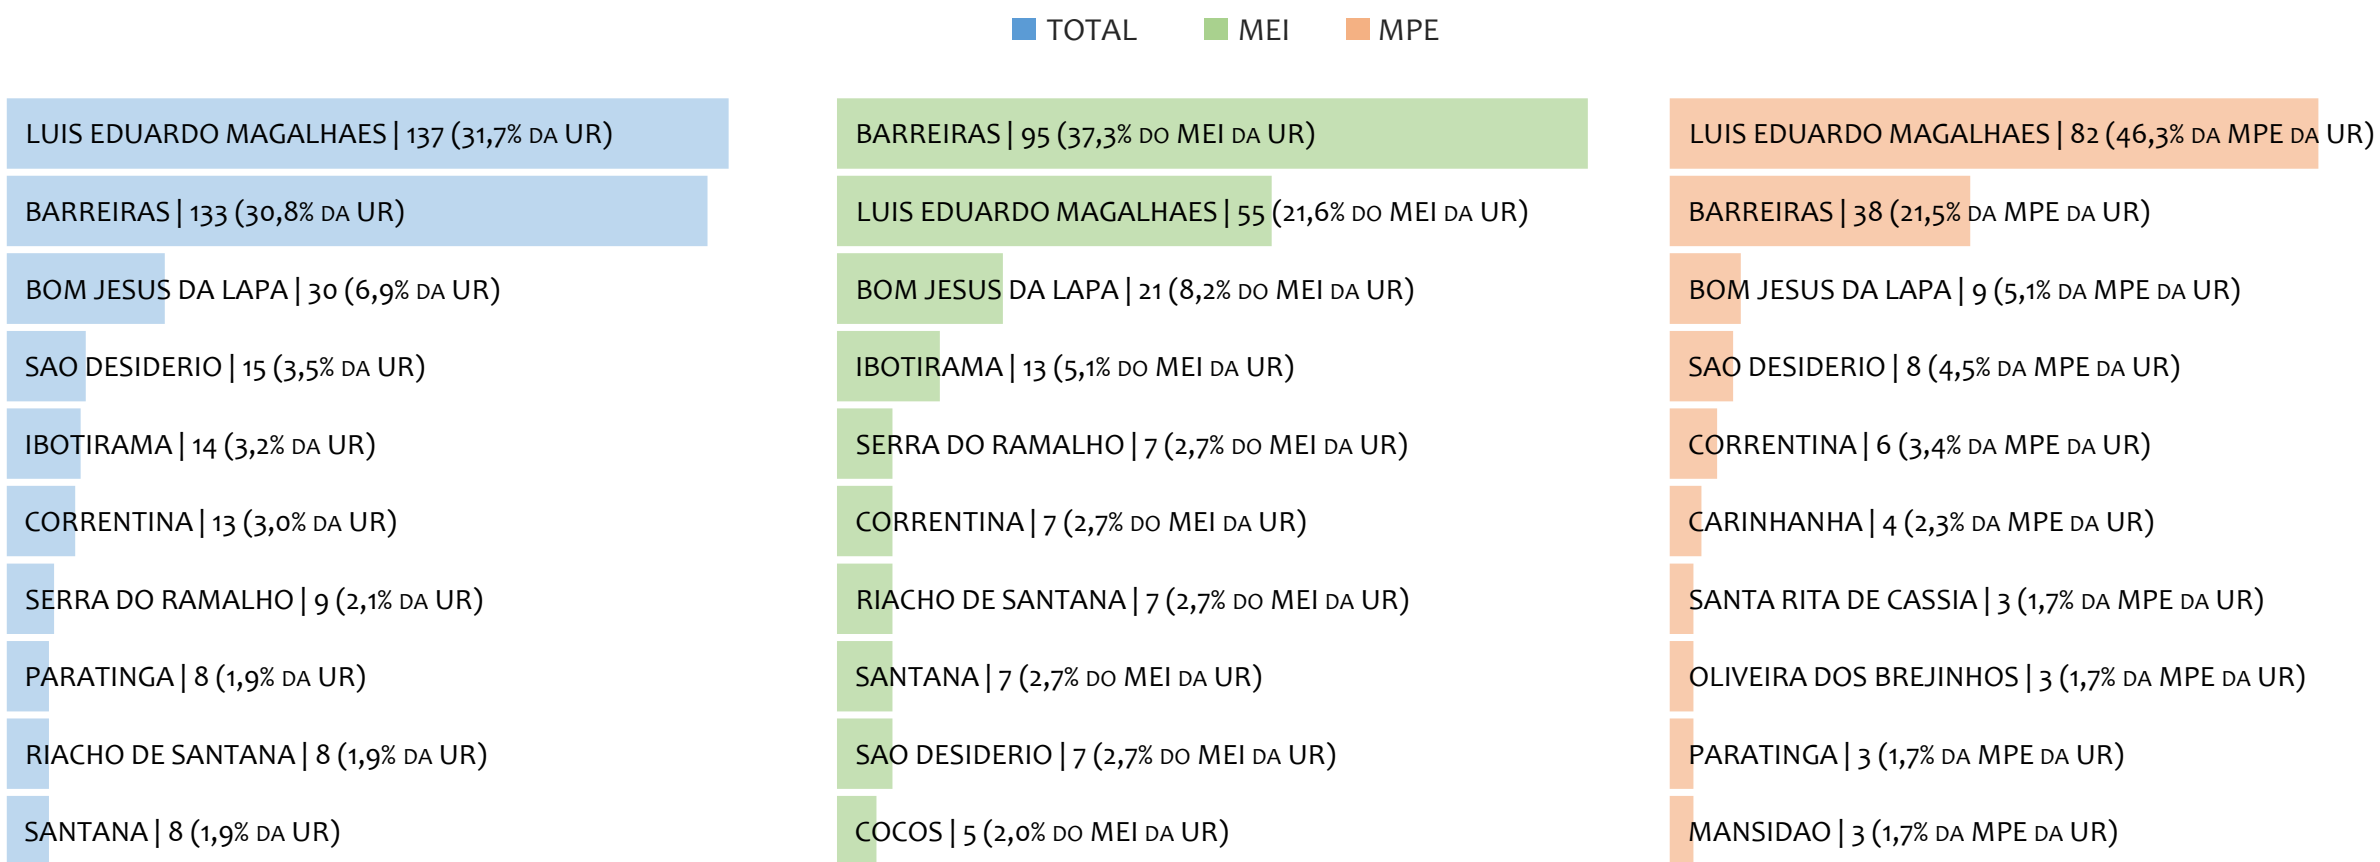 TOTAL MEI MPE
LUIS EDUARDO MAGALHAES | 137 (31,7% DA UR)
BARREIRAS | 133 (30,8% DA UR)
BOM JESUS DA LAPA | 30 (6,9% DA UR)
SAO DESIDERIO | 15 (3,5% DA UR)
IBOTIRAMA | 14 (3,2% DA UR)
CORRENTINA | 13 (3,0% DA UR)
SERRA DO RAMALHO | 9 (2,1% DA UR)
PARATINGA | 8 (1,9% DA UR)
RIACHO DE SANTANA | 8 (1,9% DA UR)
SANTANA | 8 (1,9% DA UR)
BARREIRAS | 95 (37,3% DO MEI DA UR)
LUIS EDUARDO MAGALHAES | 55 (21,6% DO MEI DA UR)
BOM JESUS DA LAPA | 21 (8,2% DO MEI DA UR)
IBOTIRAMA | 13 (5,1% DO MEI DA UR)
SERRA DO RAMALHO | 7 (2,7% DO MEI DA UR)
CORRENTINA | 7 (2,7% DO MEI DA UR)
RIACHO DE SANTANA | 7 (2,7% DO MEI DA UR)
SANTANA | 7 (2,7% DO MEI DA UR)
SAO DESIDERIO | 7 (2,7% DO MEI DA UR)
COCOS | 5 (2,0% DO MEI DA UR)
LUIS EDUARDO MAGALHAES | 82 (46,3% DA MPE DA UR)
BARREIRAS | 38 (21,5% DA MPE DA UR)
BOM JESUS DA LAPA | 9 (5,1% DA MPE DA UR)
SAO DESIDERIO | 8 (4,5% DA MPE DA UR)
CORRENTINA | 6 (3,4% DA MPE DA UR)
CARINHANHA | 4 (2,3% DA MPE DA UR)
SANTA RITA DE CASSIA | 3 (1,7% DA MPE DA UR)
OLIVEIRA DOS BREJINHOS | 3 (1,7% DA MPE DA UR)
PARATINGA | 3 (1,7% DA MPE DA UR)
MANSIDAO | 3 (1,7% DA MPE DA UR)